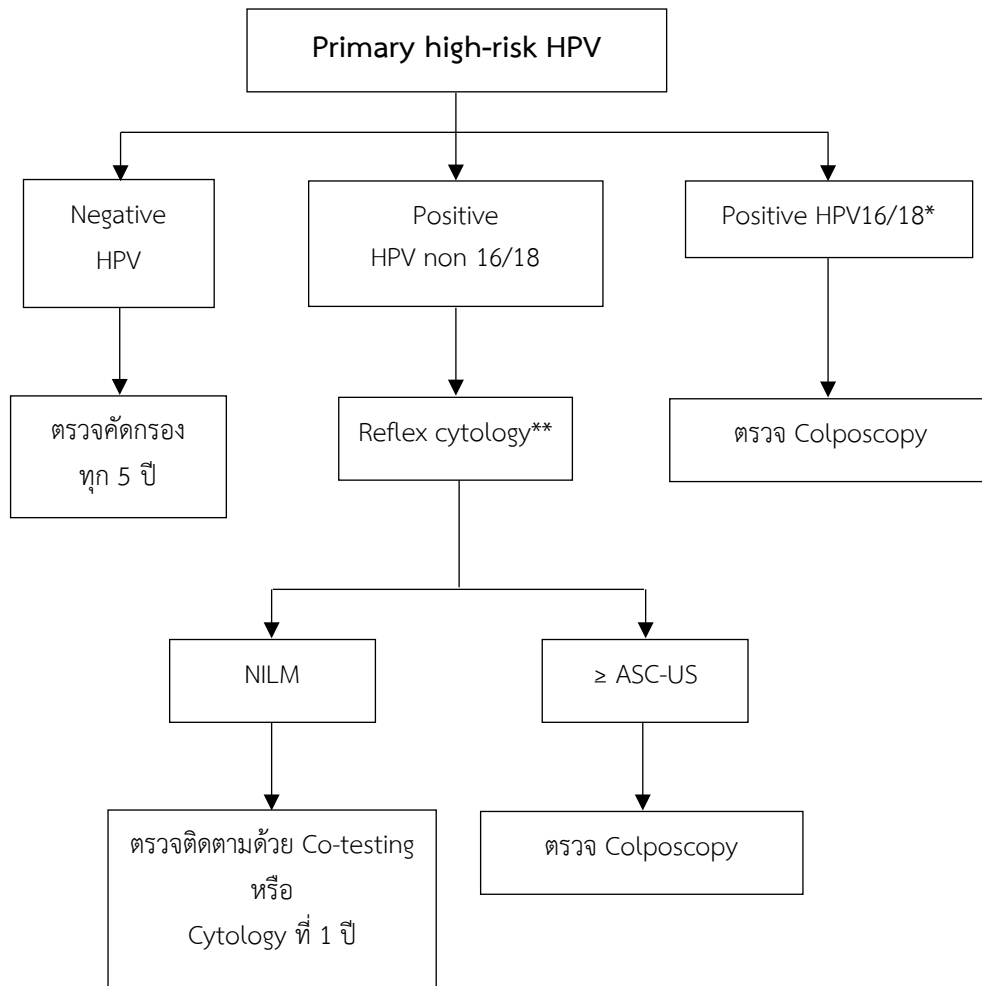 Primary high-risk HPV
Negative
HPV
Positive
HPV non 16/18
Positive HPV16/18*
ตรวจคัดกรอง
ทุก 5 ปี
Reflex cytology**
ตรวจ Colposcopy
NILM
≥ ASC-US
ตรวจติดตามด้วย Co-testing
หรือ
Cytology ที่ 1 ปี
ตรวจ Colposcopy